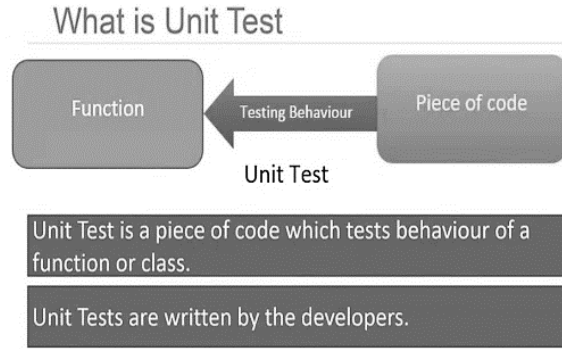 What is Unit Test
Function
Testing Behaviour
Piece of code
Unit Test
Unit Test is a piece of code which tests behaviour of a
function or class.
Unit Tests are written by the developers.